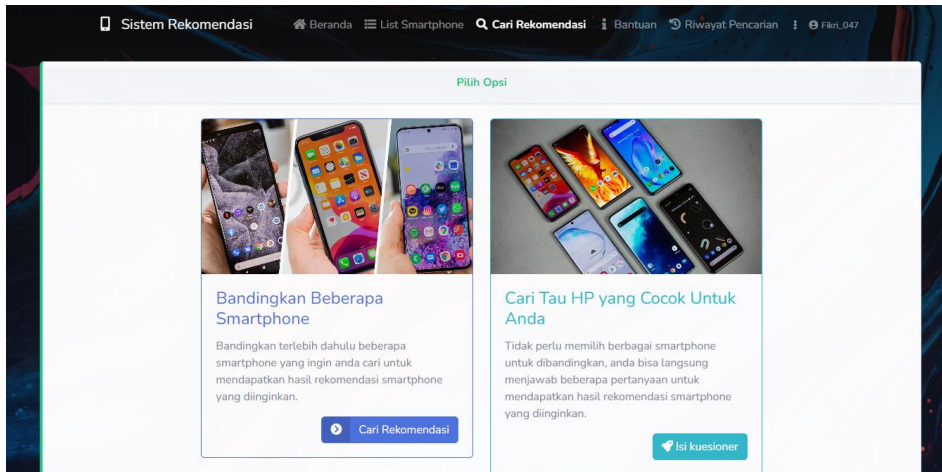 Sistem Rekomendasi Beranda List Smartphone Cari Rekomendasi Bantuan Riwayat Pencarian Fikri_047
Pilih Opsi
Bandingkan Beberapa
Smartphone
Bandingkan terlebih dahulu beberapa
smartphone yang ingin anda cari untuk
mendapatkan hasil rekomendasi smartphone
yang diinginkan.
Cari Rekomendasi
Cari Tau HP yang Cocok Untuk
Anda
Tidak perlu memilih berbagai smartphone
untuk dibandingkan, anda bisa langsung
menjawab beberapa pertanyaan untuk
mendapatkan hasil rekomendasi smartphone
yang diinginkan.
Isi kuesioner